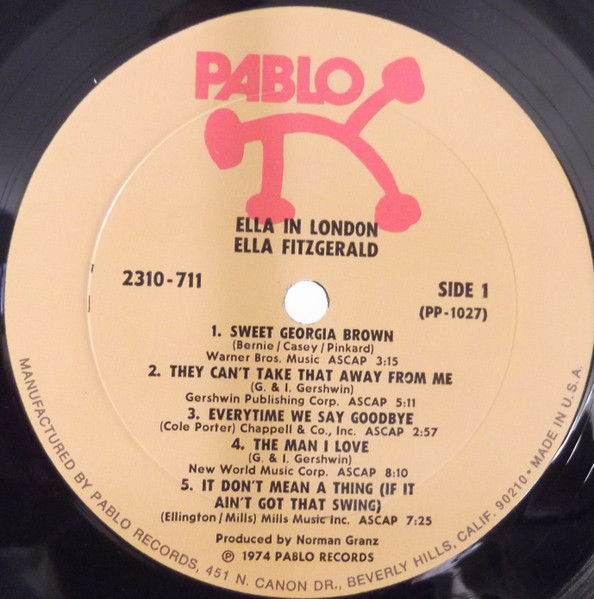 PABLO
ELLA IN LONDON
ELLA FITZGERALD
2310-711
SIDE 1
(PP-1027)
1. SWEET GEORGIA BROWN
(Bernie/Casey/Pinkard)
Warner Bros. Music ASCAP 3:15
2. THEY CAN'T TAKE THAT AWAY FROM ME
(G. & I. Gershwin)
Gershwin Publishing Corp. ASCAP 5:11
3. EVERYTIME WE SAY GOODBYE
(Cole Porter) Chappell & Co., Inc. ASCAP 2:57
4. THE MAN I LOVE
(G. & I. Gershwin)
New World Music Corp. ASCAP 8:10
5. IT DON'T MEAN A THING (IF IT
AIN'T GOT THAT SWING)
(Ellington/Mills) Mills Music Inc. ASCAP 7:25
Produced by Norman Granz
℗ 1974 PABLO RECORDS
MANUFACTURED BY PABLO RECORDS, 451 N. CANON DR., BEVERLY HILLS, CALIF. 90210 • MADE IN U.S.A.